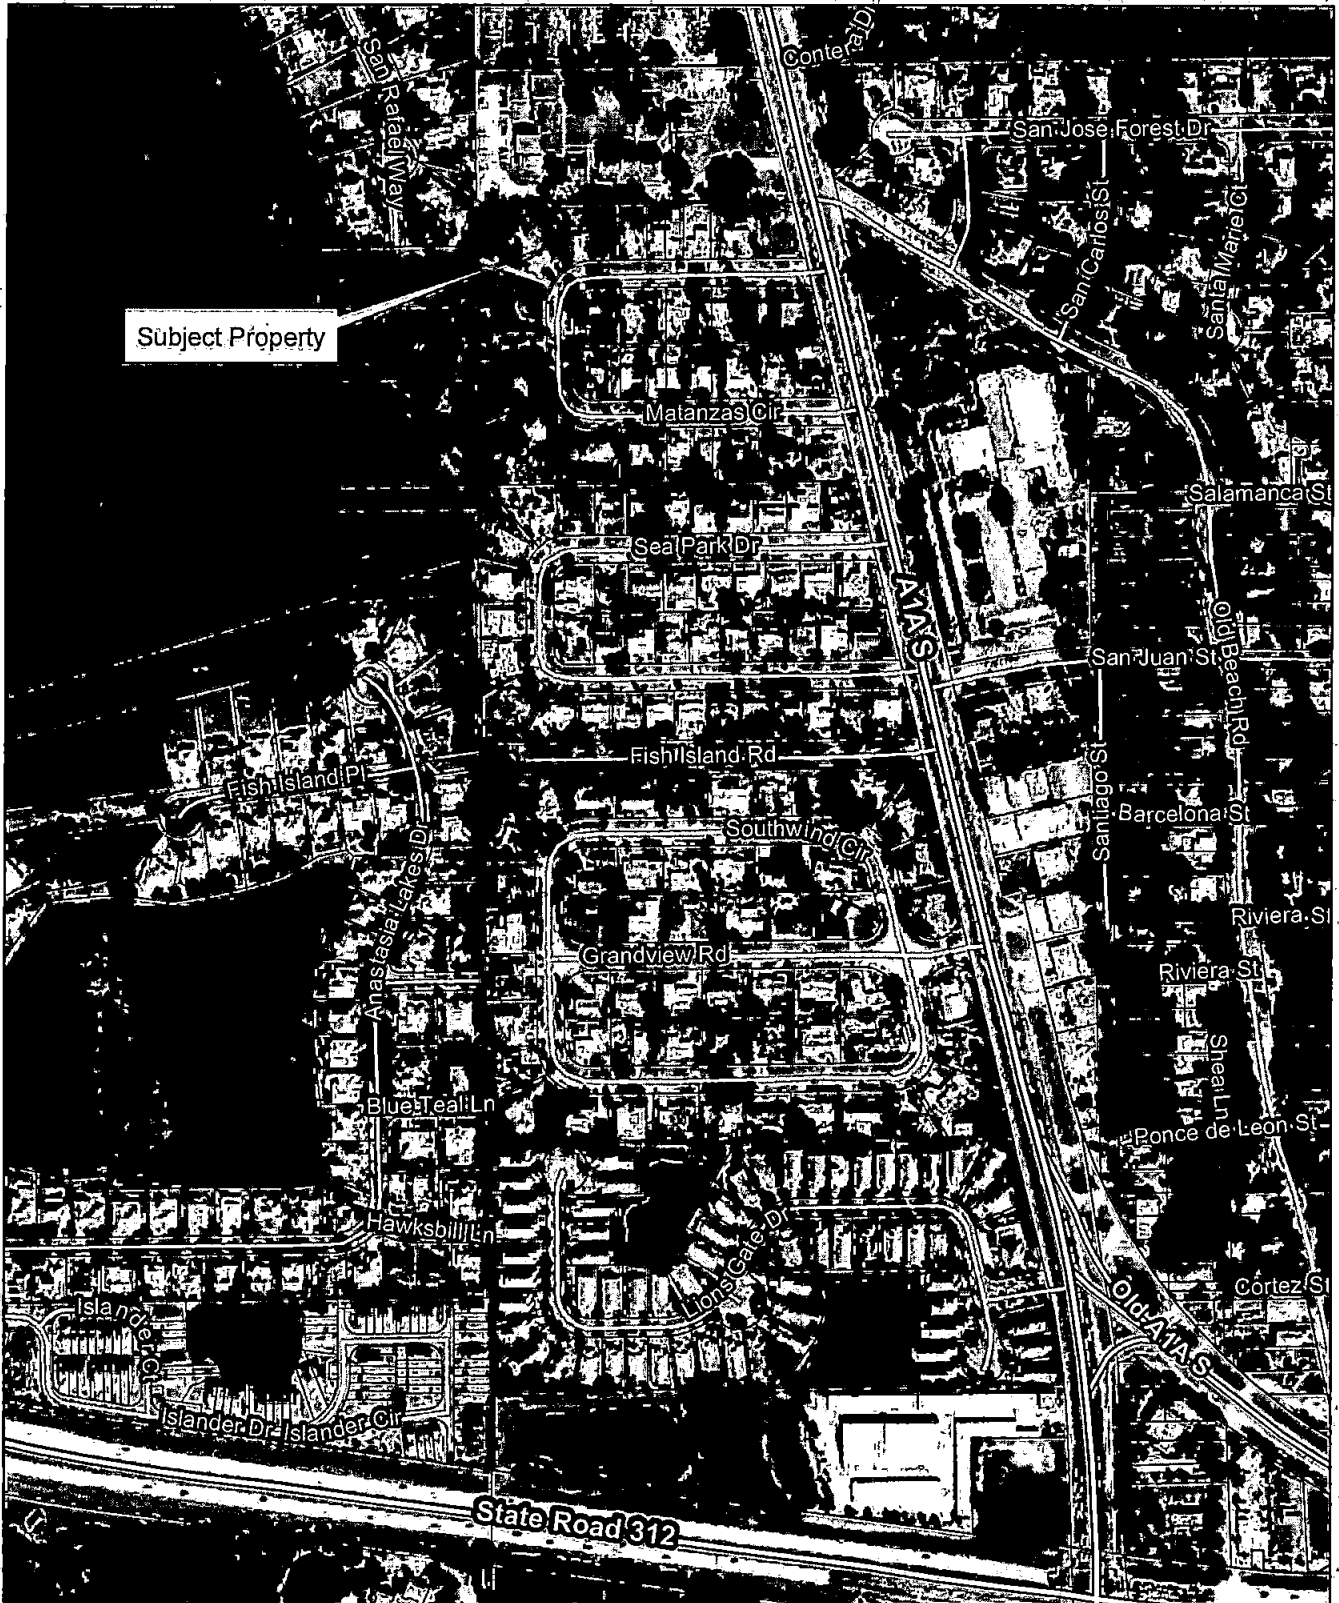 Contera Dr
San Rafael Way
San Jose Forest Dr
San Carlos St
Santa Marie Ct
Subject Property
Matanzas Cir
Salamanca St
Sea Park Dr
A1A S
Old Beach Rd
San Juan St
Fish Island Rd
Fish Island Pl
Santiago St
Barcelona St
Southwind Cir
Anastasia Lakes Dr
Riviera St
Grandview Rd
Riviera St
Shear Ln
Blue Teal Ln
Ponce de Leon St
Hawksbill Ln
Lions Gate Dr
Cortez St
Old A1A S
Islander Ct
Islander Dr
Islander Cir
State Road 312